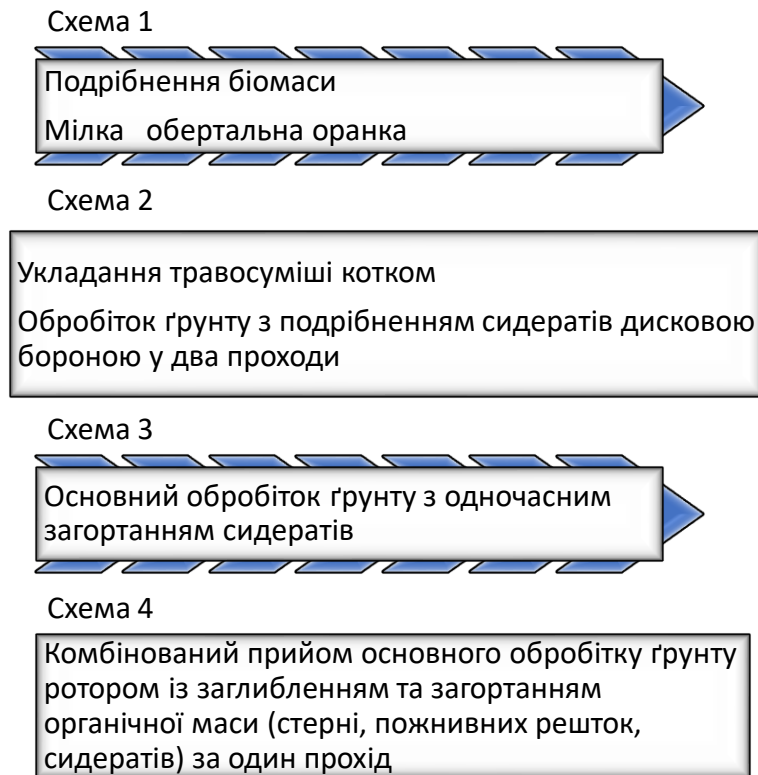 Схема 1
Подрібнення біомаси
Мілка обертальна оранка
Схема 2
Укладання травосуміші котком
Обробіток ґрунту з подрібненням сидератів дисковою
бороною у два проходи
Схема 3
Основний обробіток ґрунту з одночасним
загортанням сидератів
Схема 4
Комбінований прийом основного обробітку ґрунту
ротором із заглибленням та загортанням
органічної маси (стерні, пожнивних решток,
сидератів) за один прохід